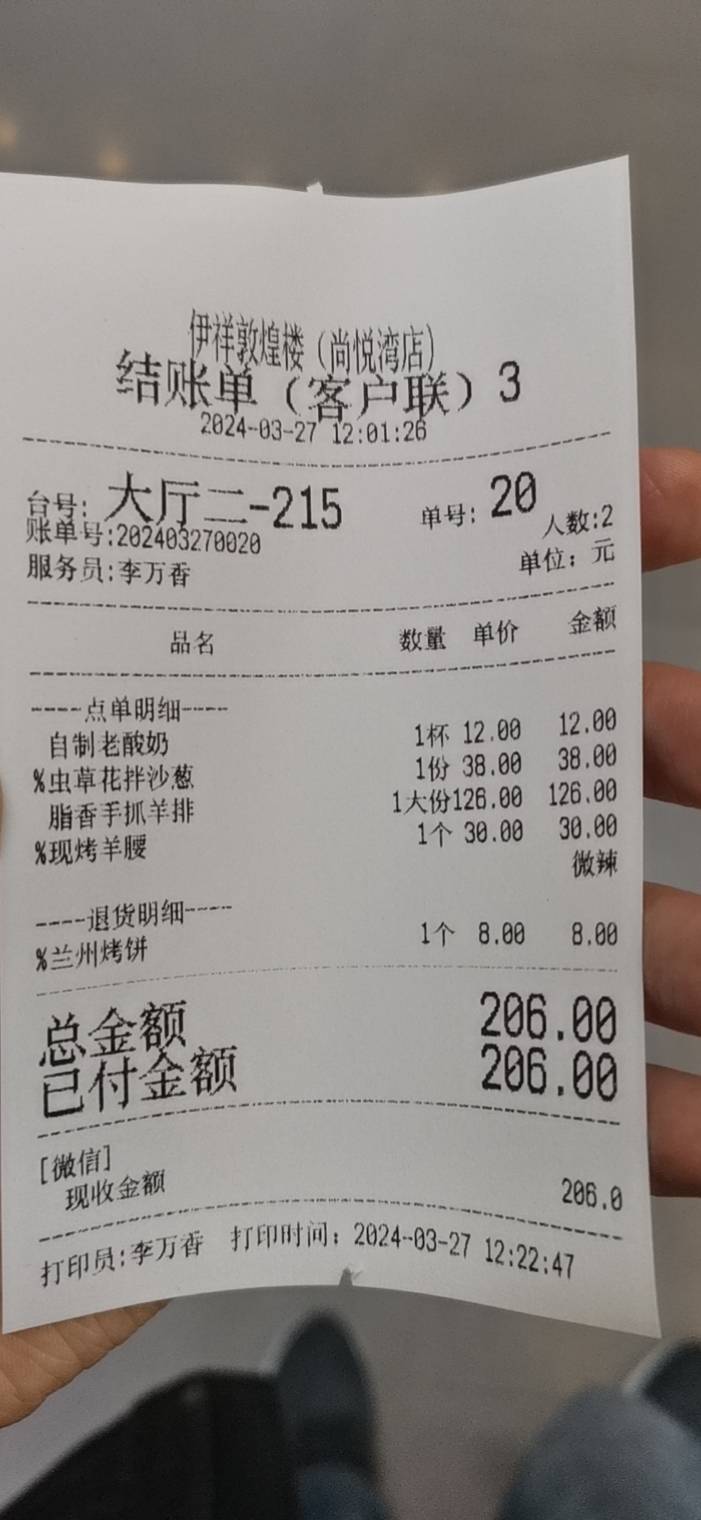 伊祥敦煌楼（尚悦湾店）
结账单（客户联）3
2024-03-27 12:01:26
台号: 大厅二-215 单号: 20
账单号:202403270020 人数:2
服务员:李万香 单位：元
品名 数量 单价 金额
----点单明细----
自制老酸奶 1杯 12.00 12.00
%虫草花拌沙葱 1份 38.00 38.00
脂香手抓羊排 1大份126.00 126.00
%现烤羊腰 1个 30.00 30.00
微辣
----退货明细----
%兰州烤饼 1个 8.00 8.00
总金额 206.00
已付金额 206.00
[微信]
现收金额 206.0
打印员:李万香 打印时间：2024-03-27 12:22:47